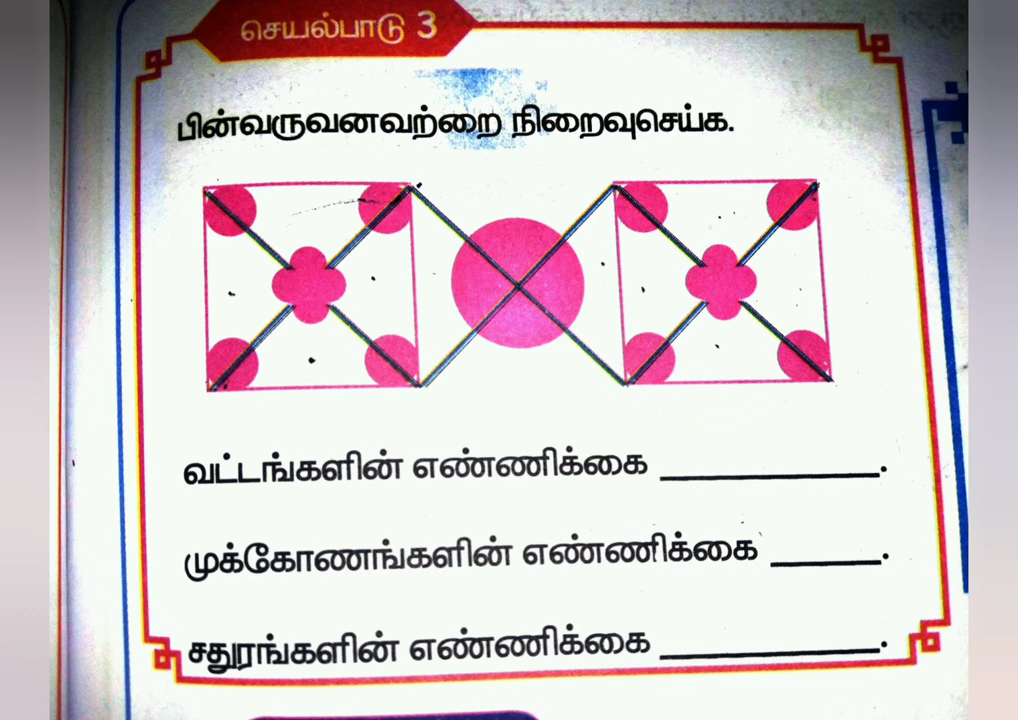 செயல்பாடு 3
பின்வருவனவற்றை நிறைவுசெய்க.
வட்டங்களின் எண்ணிக்கை ____________.
முக்கோணங்களின் எண்ணிக்கை ______.
சதுரங்களின் எண்ணிக்கை ____________.